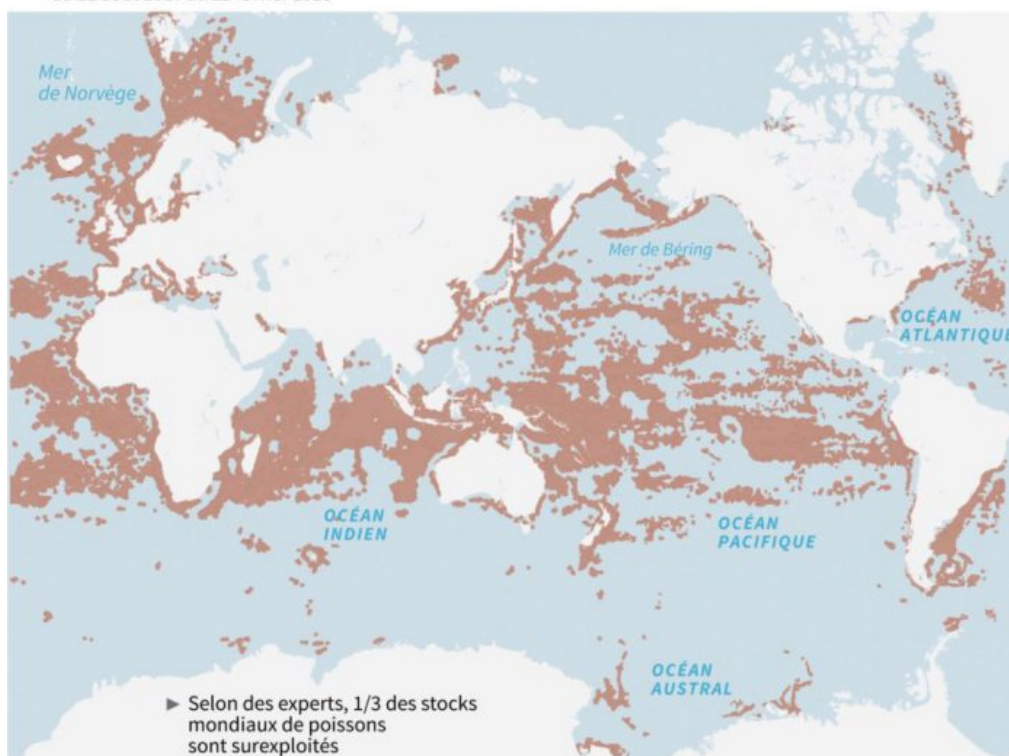 Mer
de Norvège
Mer de Béring
OCÉAN
ATLANTIQUE
OCÉAN
INDIEN
OCÉAN
PACIFIQUE
OCÉAN
AUSTRAL
► Selon des experts, 1/3 des stocks
mondiaux de poissons
sont surexploités